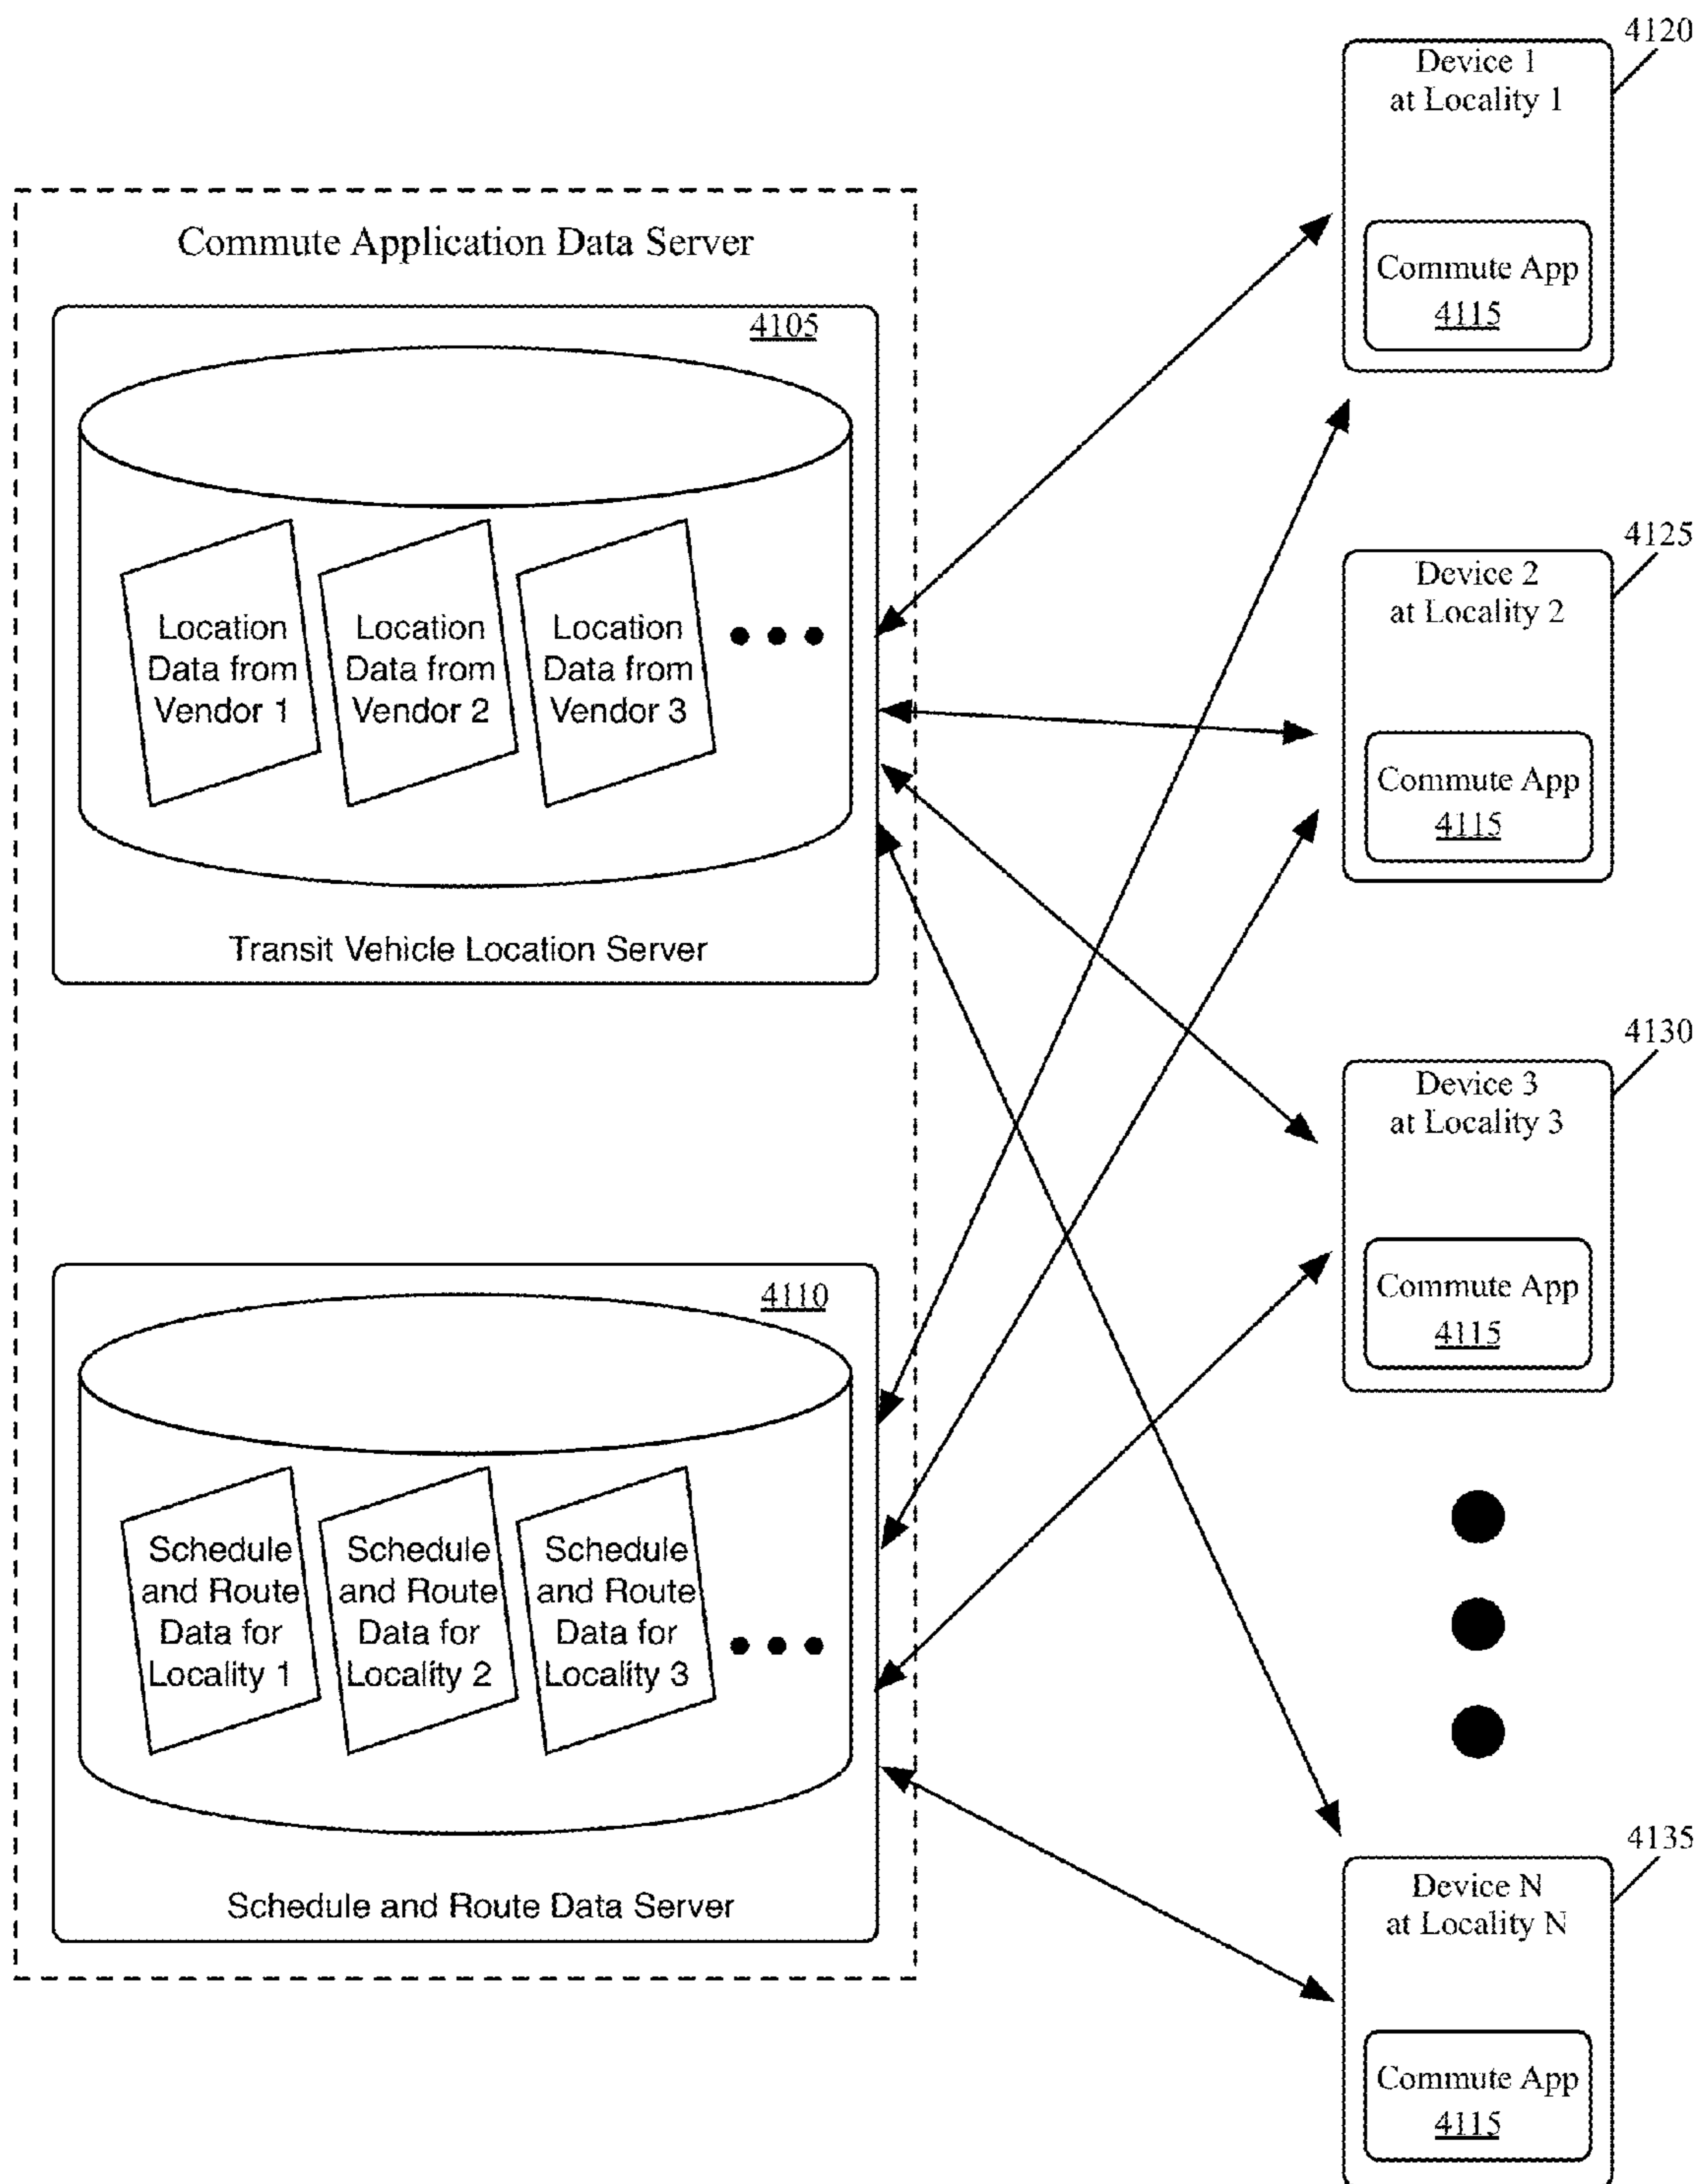 Commute Application Data Server
4105
Location
Data from
Vendor 1
Location
Data from
Vendor 2
Location
Data from
Vendor 3
Transit Vehicle Location Server
4110
Schedule
and Route
Data for
Locality 1
Schedule
and Route
Data for
Locality 2
Schedule
and Route
Data for
Locality 3
Schedule and Route Data Server
4120
Device 1
at Locality 1
Commute App
4115
4125
Device 2
at Locality 2
Commute App
4115
4130
Device 3
at Locality 3
Commute App
4115
4135
Device N
at Locality N
Commute App
4115